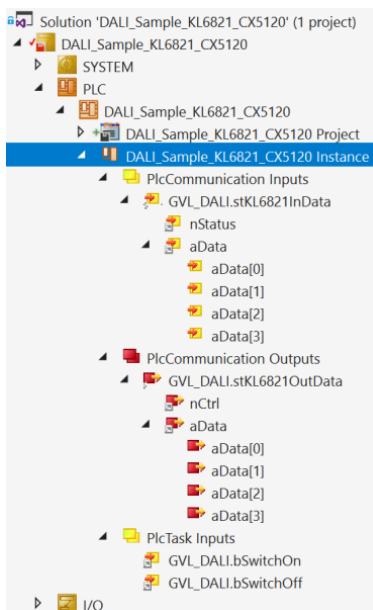 Solution 'DALI_Sample_KL6821_CX5120' (1 project)
DALI_Sample_KL6821_CX5120
SYSTEM
PLC
DALI_Sample_KL6821_CX5120
DALI_Sample_KL6821_CX5120 Project
DALI_Sample_KL6821_CX5120 Instance
PlcCommunication Inputs
GVL_DALI.stKL6821InData
nStatus
aData
aData[0]
aData[1]
aData[2]
aData[3]
PlcCommunication Outputs
GVL_DALI.stKL6821OutData
nCtrl
aData
aData[0]
aData[1]
aData[2]
aData[3]
PlcTask Inputs
GVL_DALI.bSwitchOn
GVL_DALI.bSwitchOff
I/O